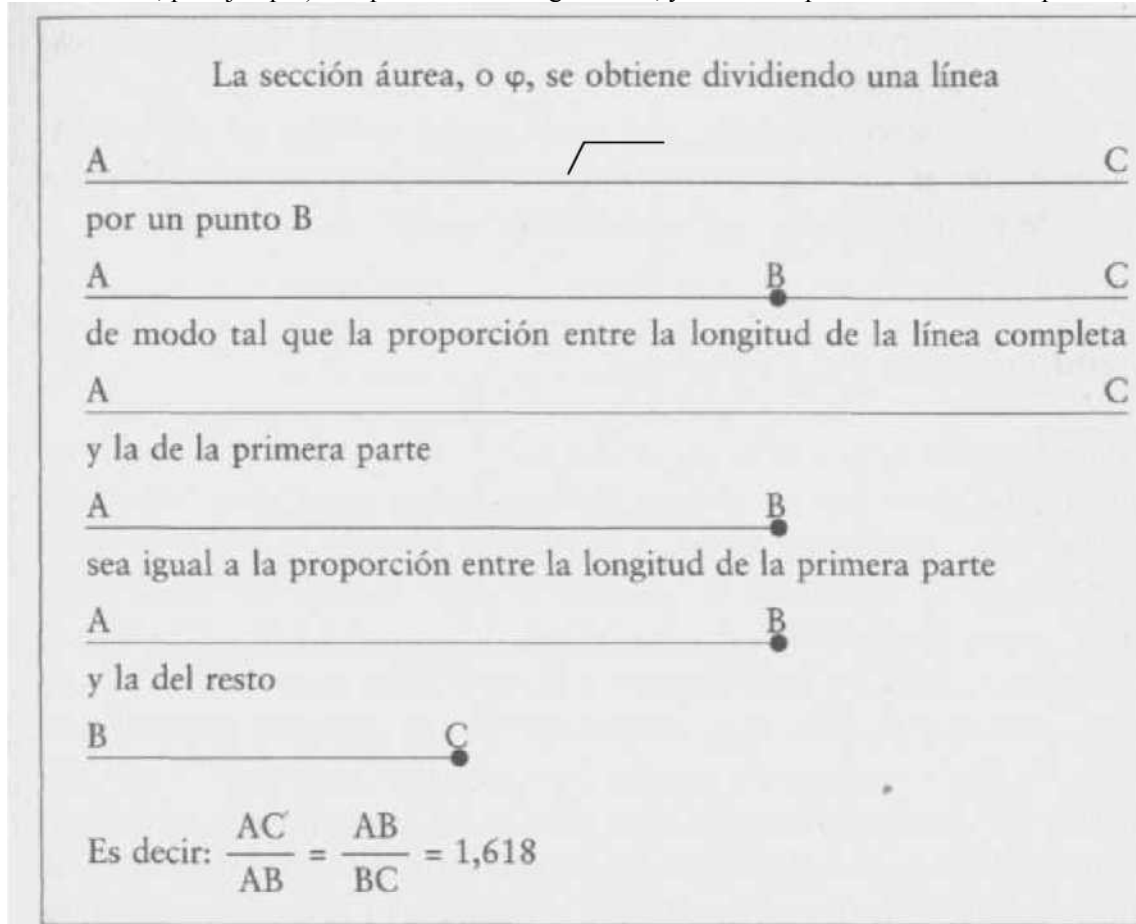 La sección áurea, o φ, se obtiene dividiendo una línea
A C
por un punto B
A B C
de modo tal que la proporción entre la longitud de la línea completa
A C
y la de la primera parte
A B
sea igual a la proporción entre la longitud de la primera parte
A B
y la del resto
B C
Es decir: AC/AB = AB/BC = 1,618